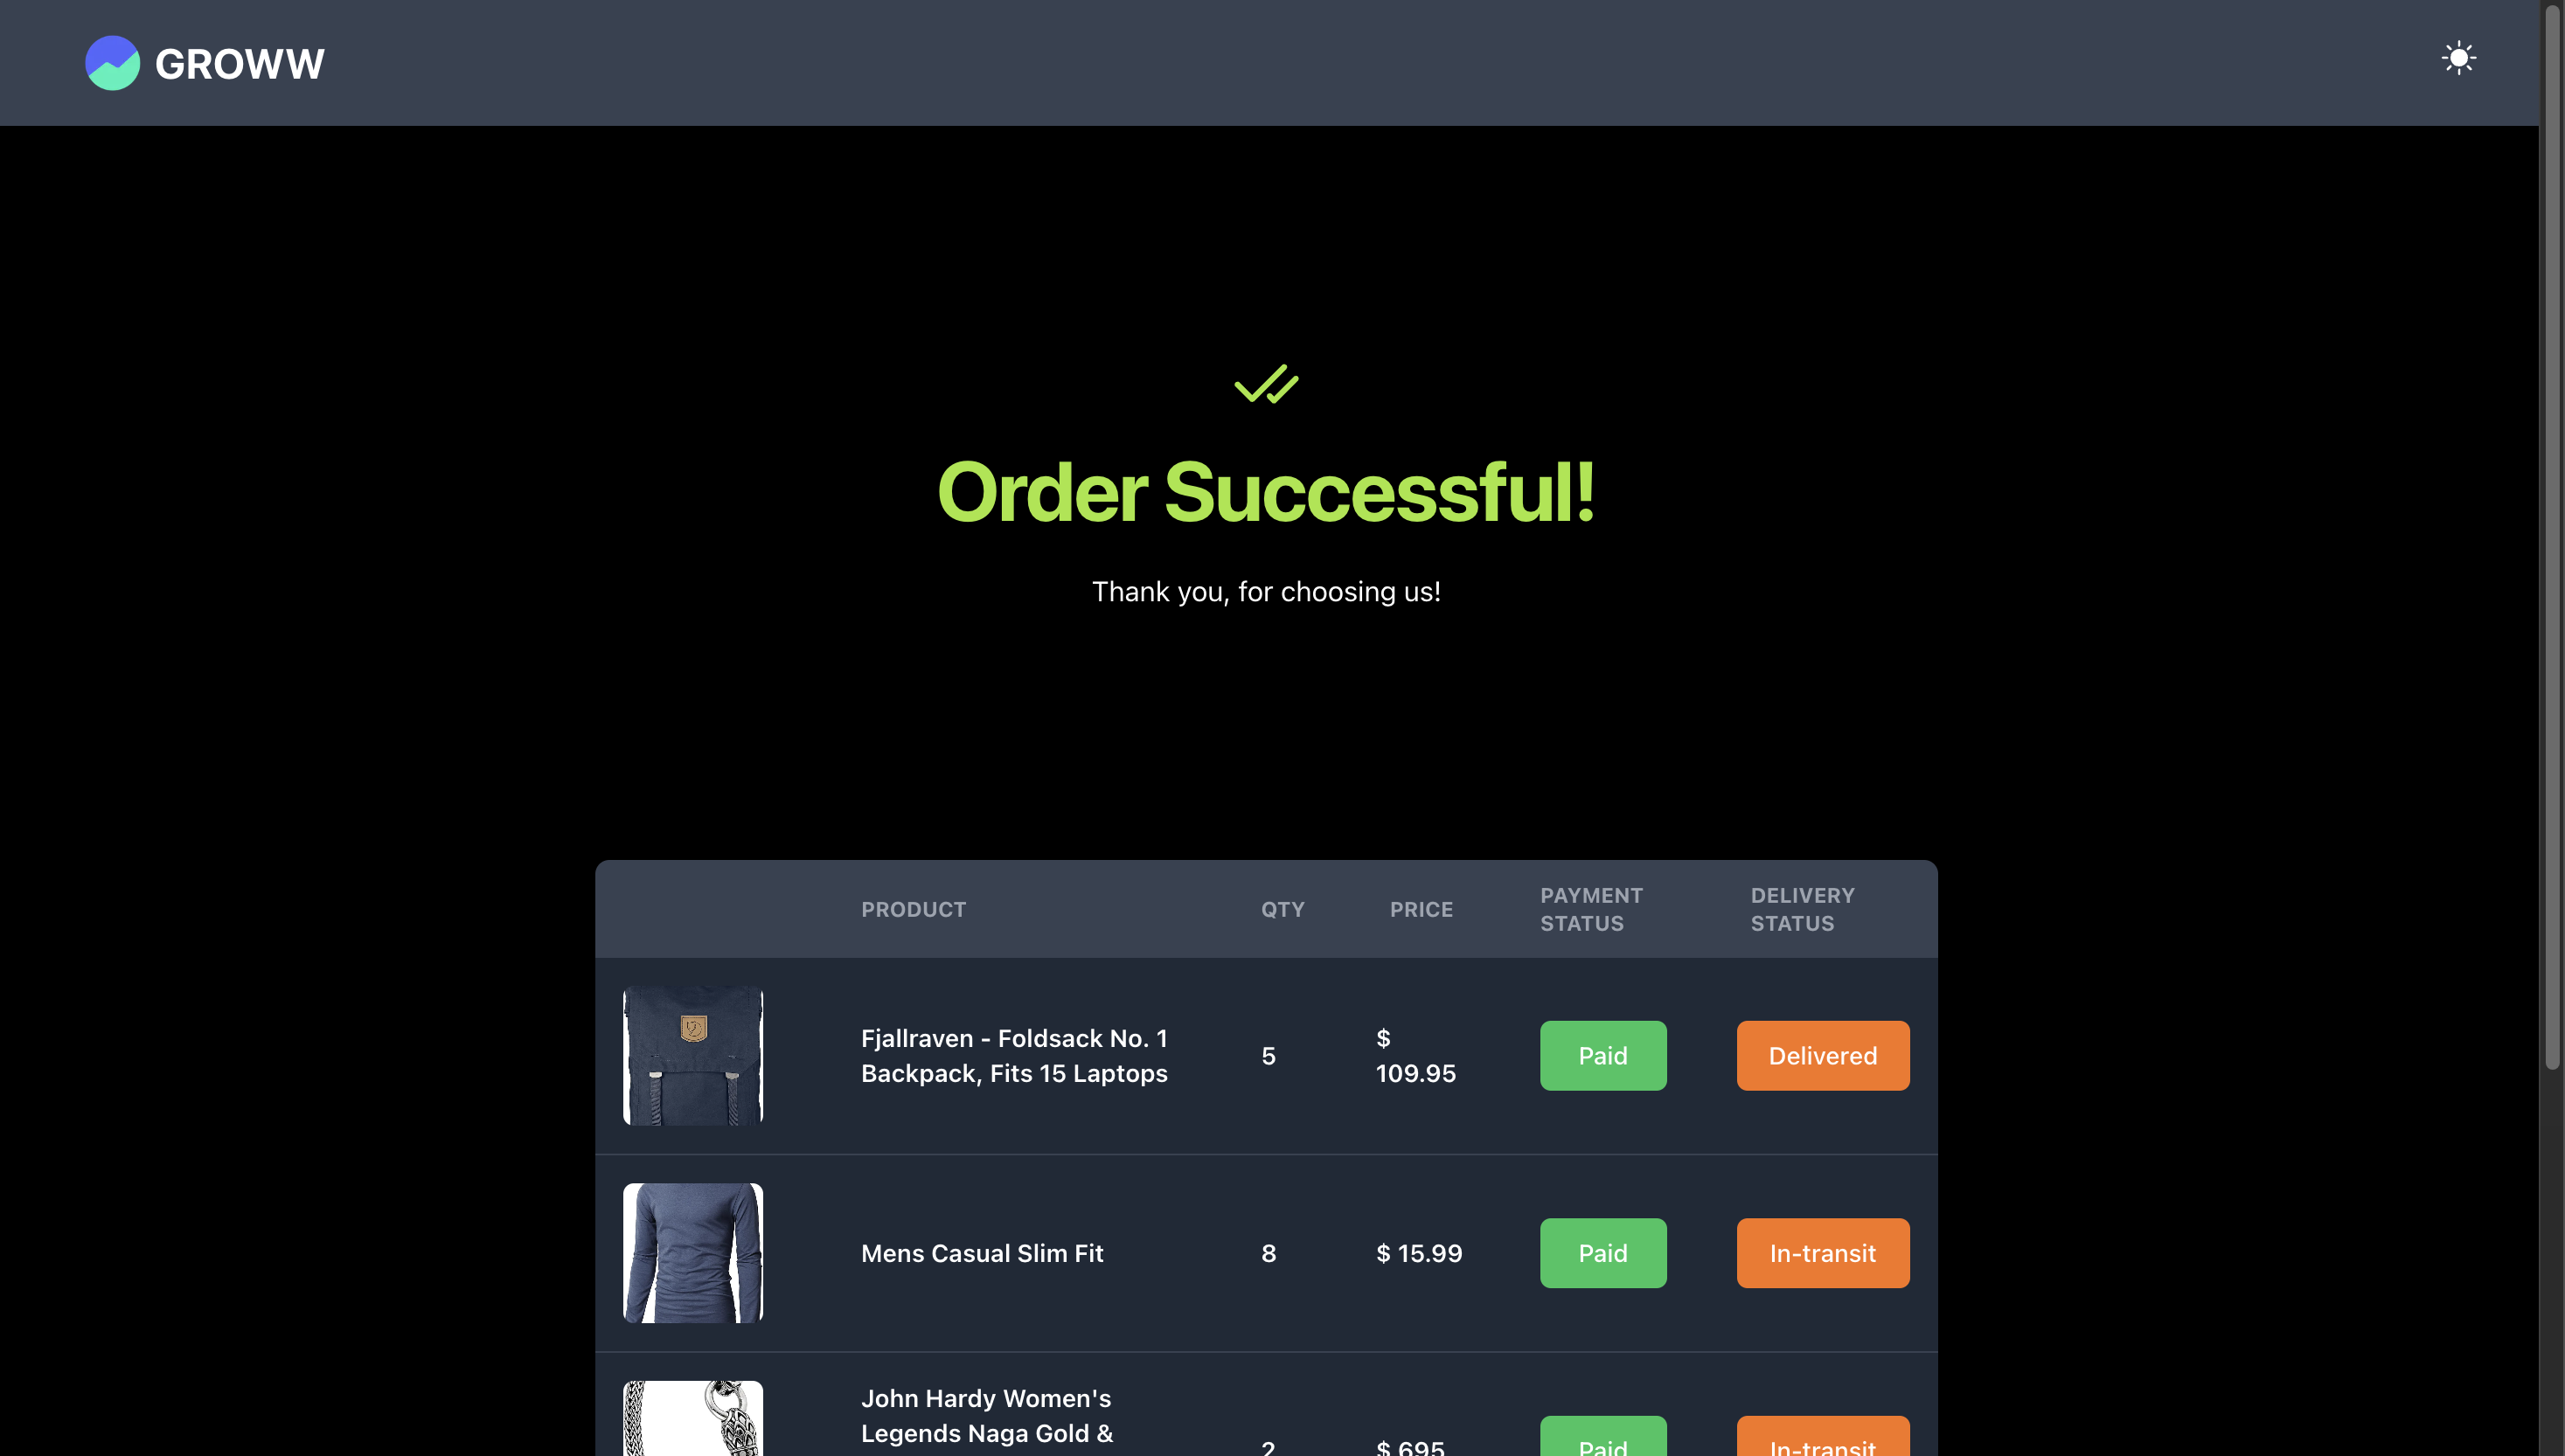 GROWW
Order Successful!
Thank you, for choosing us!
PRODUCT QTY PRICE PAYMENT STATUS DELIVERY STATUS
Fjallraven - Foldsack No. 1
Backpack, Fits 15 Laptops
5
$
109.95
Paid
Delivered
Mens Casual Slim Fit
8
$ 15.99
Paid
In-transit
John Hardy Women's
Legends Naga Gold &
2
$ 695
Paid
In-transit